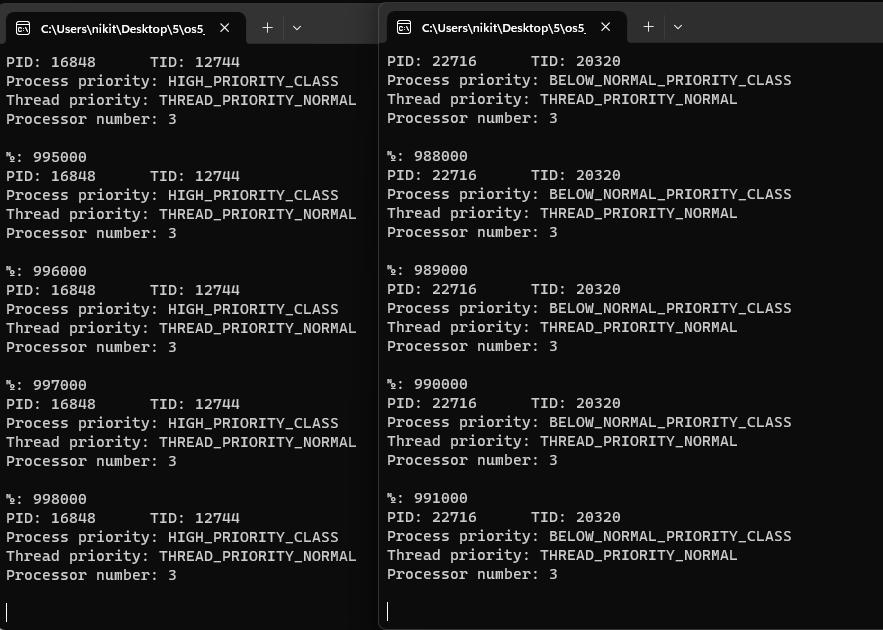 C:\Users\nikit\Desktop\5\os5_
PID: 16848      TID: 12744
Process priority: HIGH_PRIORITY_CLASS
Thread priority: THREAD_PRIORITY_NORMAL
Processor number: 3
‰: 995000
PID: 16848      TID: 12744
Process priority: HIGH_PRIORITY_CLASS
Thread priority: THREAD_PRIORITY_NORMAL
Processor number: 3
‰: 996000
PID: 16848      TID: 12744
Process priority: HIGH_PRIORITY_CLASS
Thread priority: THREAD_PRIORITY_NORMAL
Processor number: 3
‰: 997000
PID: 16848      TID: 12744
Process priority: HIGH_PRIORITY_CLASS
Thread priority: THREAD_PRIORITY_NORMAL
Processor number: 3
‰: 998000
PID: 16848      TID: 12744
Process priority: HIGH_PRIORITY_CLASS
Thread priority: THREAD_PRIORITY_NORMAL
Processor number: 3
C:\Users\nikit\Desktop\5\os5_
PID: 22716      TID: 20320
Process priority: BELOW_NORMAL_PRIORITY_CLASS
Thread priority: THREAD_PRIORITY_NORMAL
Processor number: 3
‰: 988000
PID: 22716      TID: 20320
Process priority: BELOW_NORMAL_PRIORITY_CLASS
Thread priority: THREAD_PRIORITY_NORMAL
Processor number: 3
‰: 989000
PID: 22716      TID: 20320
Process priority: BELOW_NORMAL_PRIORITY_CLASS
Thread priority: THREAD_PRIORITY_NORMAL
Processor number: 3
‰: 990000
PID: 22716      TID: 20320
Process priority: BELOW_NORMAL_PRIORITY_CLASS
Thread priority: THREAD_PRIORITY_NORMAL
Processor number: 3
‰: 991000
PID: 22716      TID: 20320
Process priority: BELOW_NORMAL_PRIORITY_CLASS
Thread priority: THREAD_PRIORITY_NORMAL
Processor number: 3